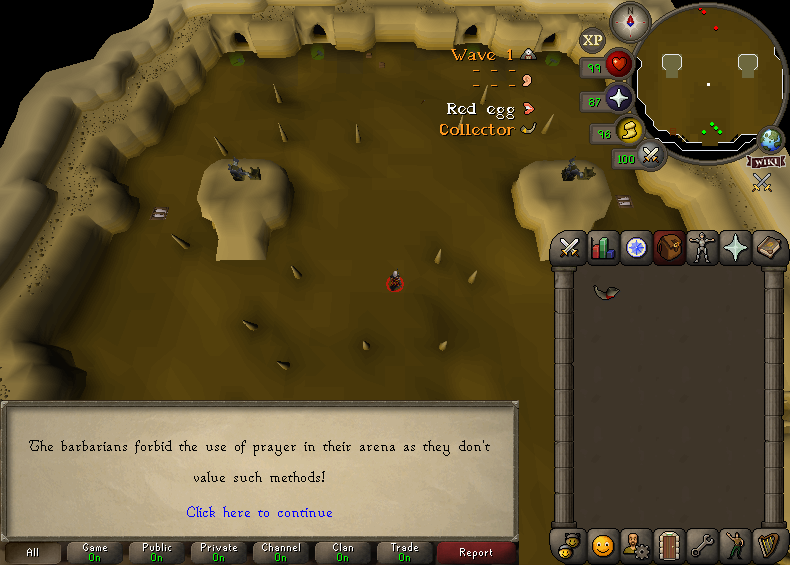 Wave 1
- - -
- - -
Red egg
Collector
XP
99
87
96
100
WIKI
The barbarians forbid the use of prayer in their arena as they don't
value such methods!
Click here to continue
All
Game
On
Public
On
Private
On
Channel
On
Clan
On
Trade
On
Report